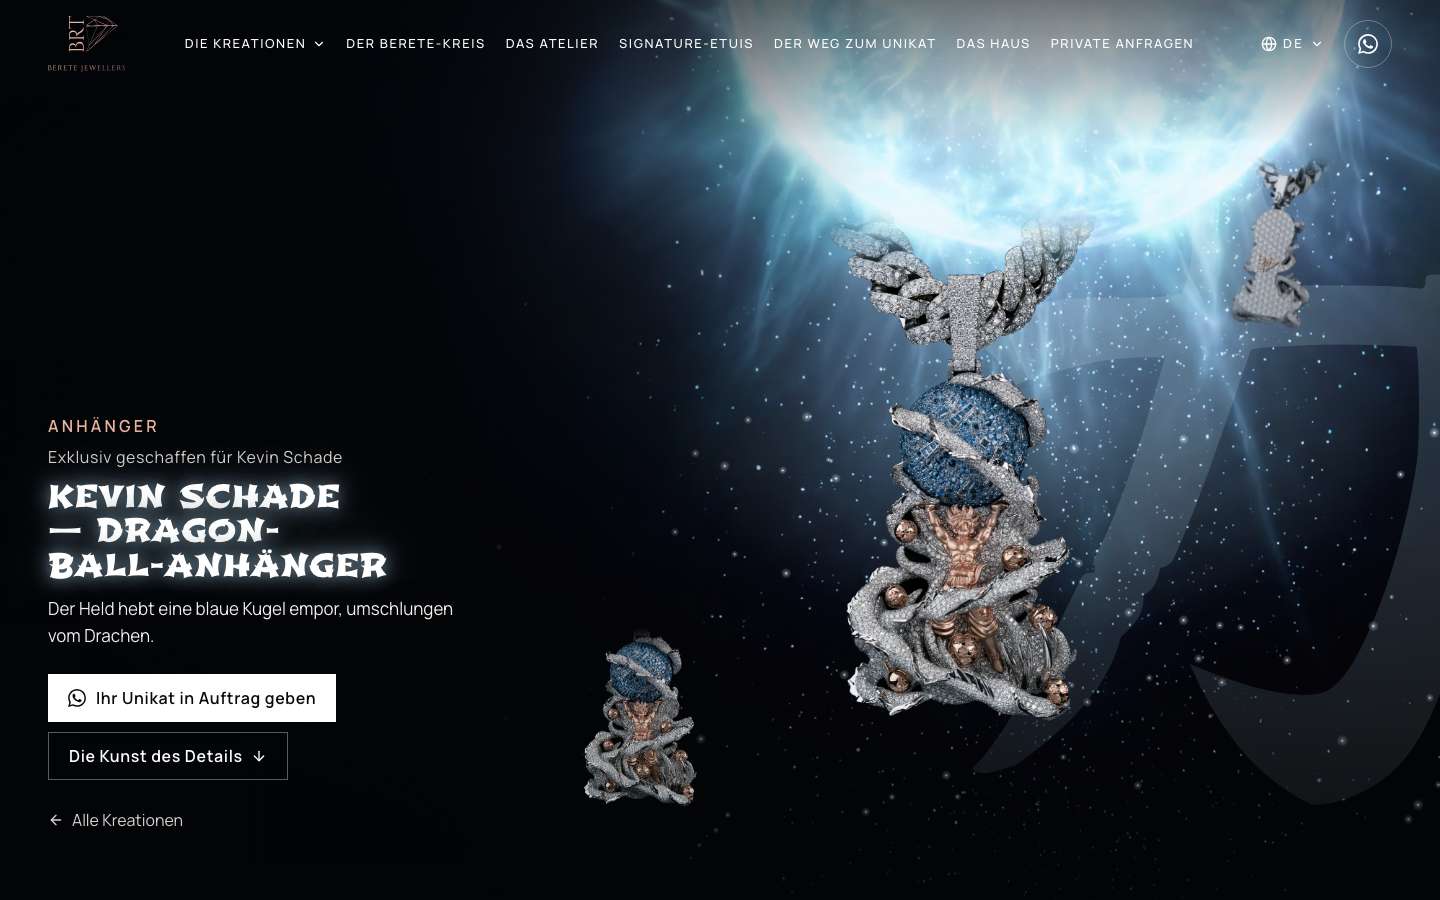 BRT
BERETE JEWELLERS
DIE KREATIONEN
DER BERETE-KREIS
DAS ATELIER
SIGNATURE-ETUIS
DER WEG ZUM UNIKAT
DAS HAUS
PRIVATE ANFRAGEN
DE
ANHÄNGER
Exklusiv geschaffen für Kevin Schade
KEVIN SCHADE
— DRAGON-
BALL-ANHÄNGER
Der Held hebt eine blaue Kugel empor, umschlungen
vom Drachen.
Ihr Unikat in Auftrag geben
Die Kunst des Details
Alle Kreationen